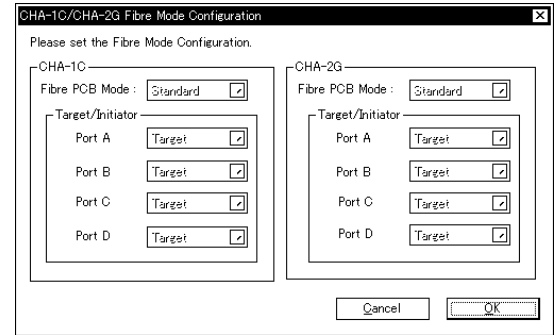 CHA-1C/CHA-2G Fibre Mode Configuration
Please set the Fibre Mode Configuration.
CHA-1C
Fibre PCB Mode : Standard
Target/Initiator
Port A Target
Port B Target
Port C Target
Port D Target
CHA-2G
Fibre PCB Mode : Standard
Target/Initiator
Port A Target
Port B Target
Port C Target
Port D Target
Cancel OK